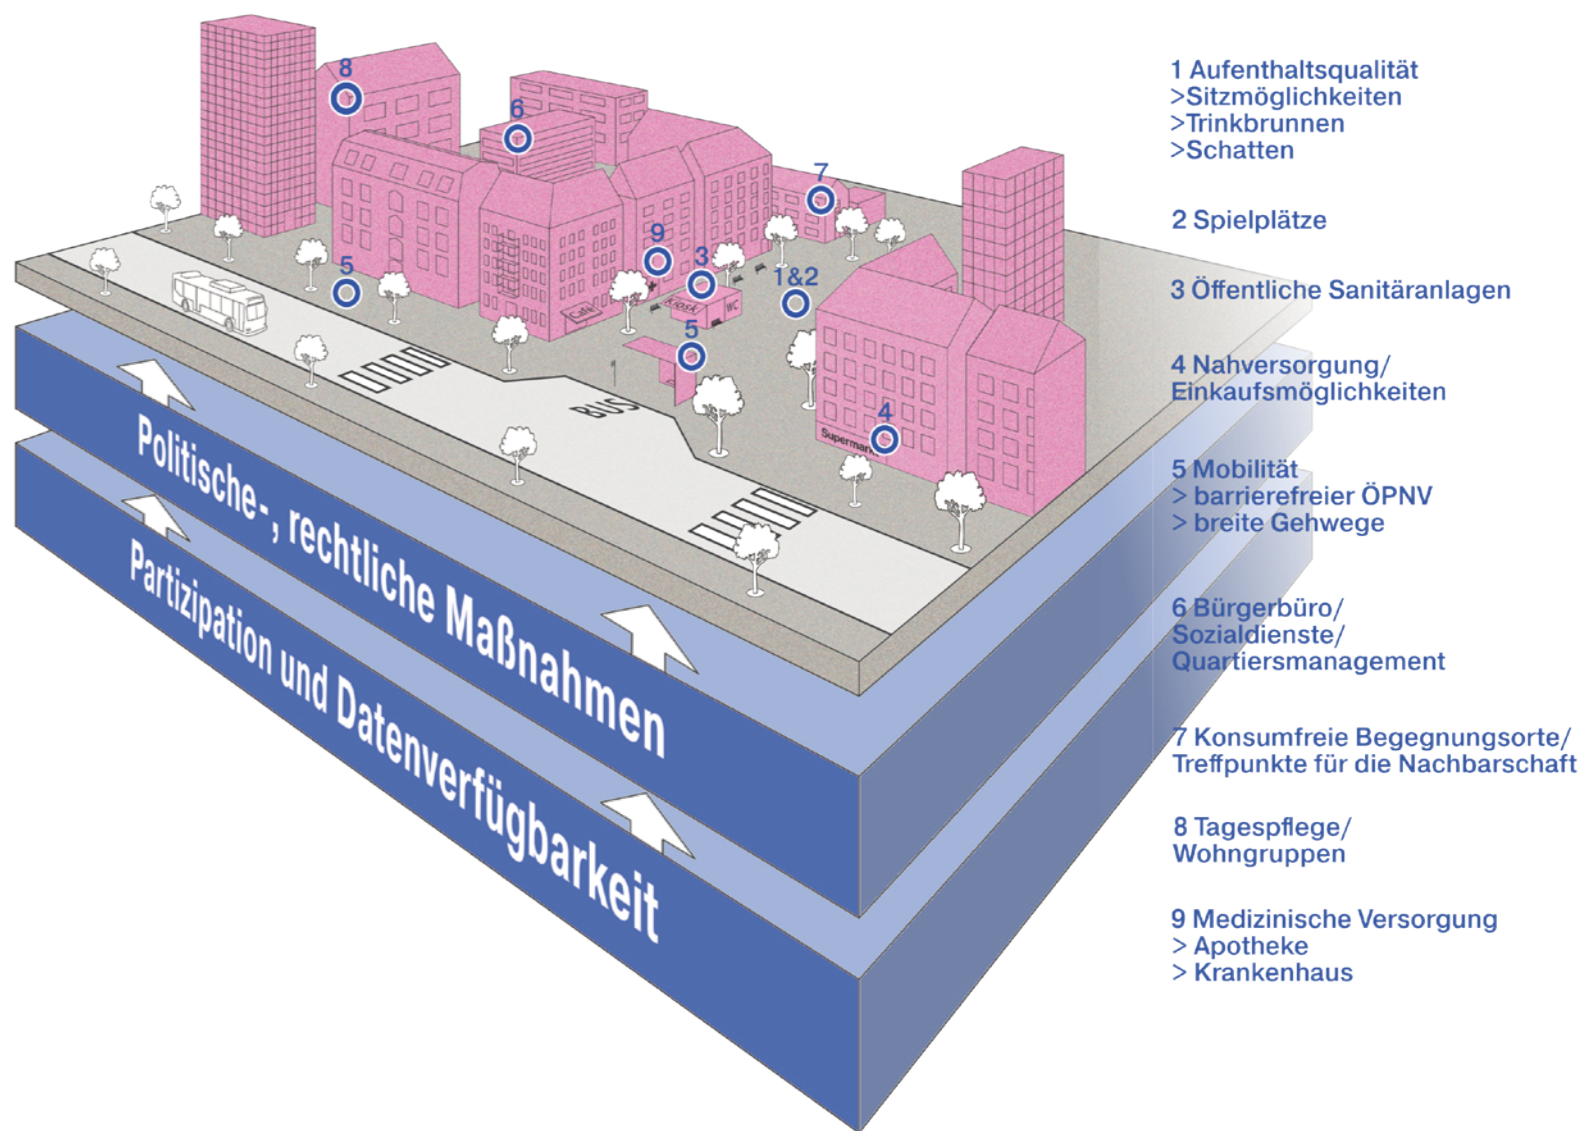 8
6
7
9
3
5
1&2
5
4
Café
Kiosk
WC
BUS
Supermarkt
Politische-, rechtliche Maßnahmen
Partizipation und Datenverfügbarkeit
1 Aufenthaltsqualität
>Sitzmöglichkeiten
>Trinkbrunnen
>Schatten
2 Spielplätze
3 Öffentliche Sanitäranlagen
4 Nahversorgung/
Einkaufsmöglichkeiten
5 Mobilität
> barrierefreier ÖPNV
> breite Gehwege
6 Bürgerbüro/
Sozialdienste/
Quartiersmanagement
7 Konsumfreie Begegnungsorte/
Treffpunkte für die Nachbarschaft
8 Tagespflege/
Wohngruppen
9 Medizinische Versorgung
> Apotheke
> Krankenhaus